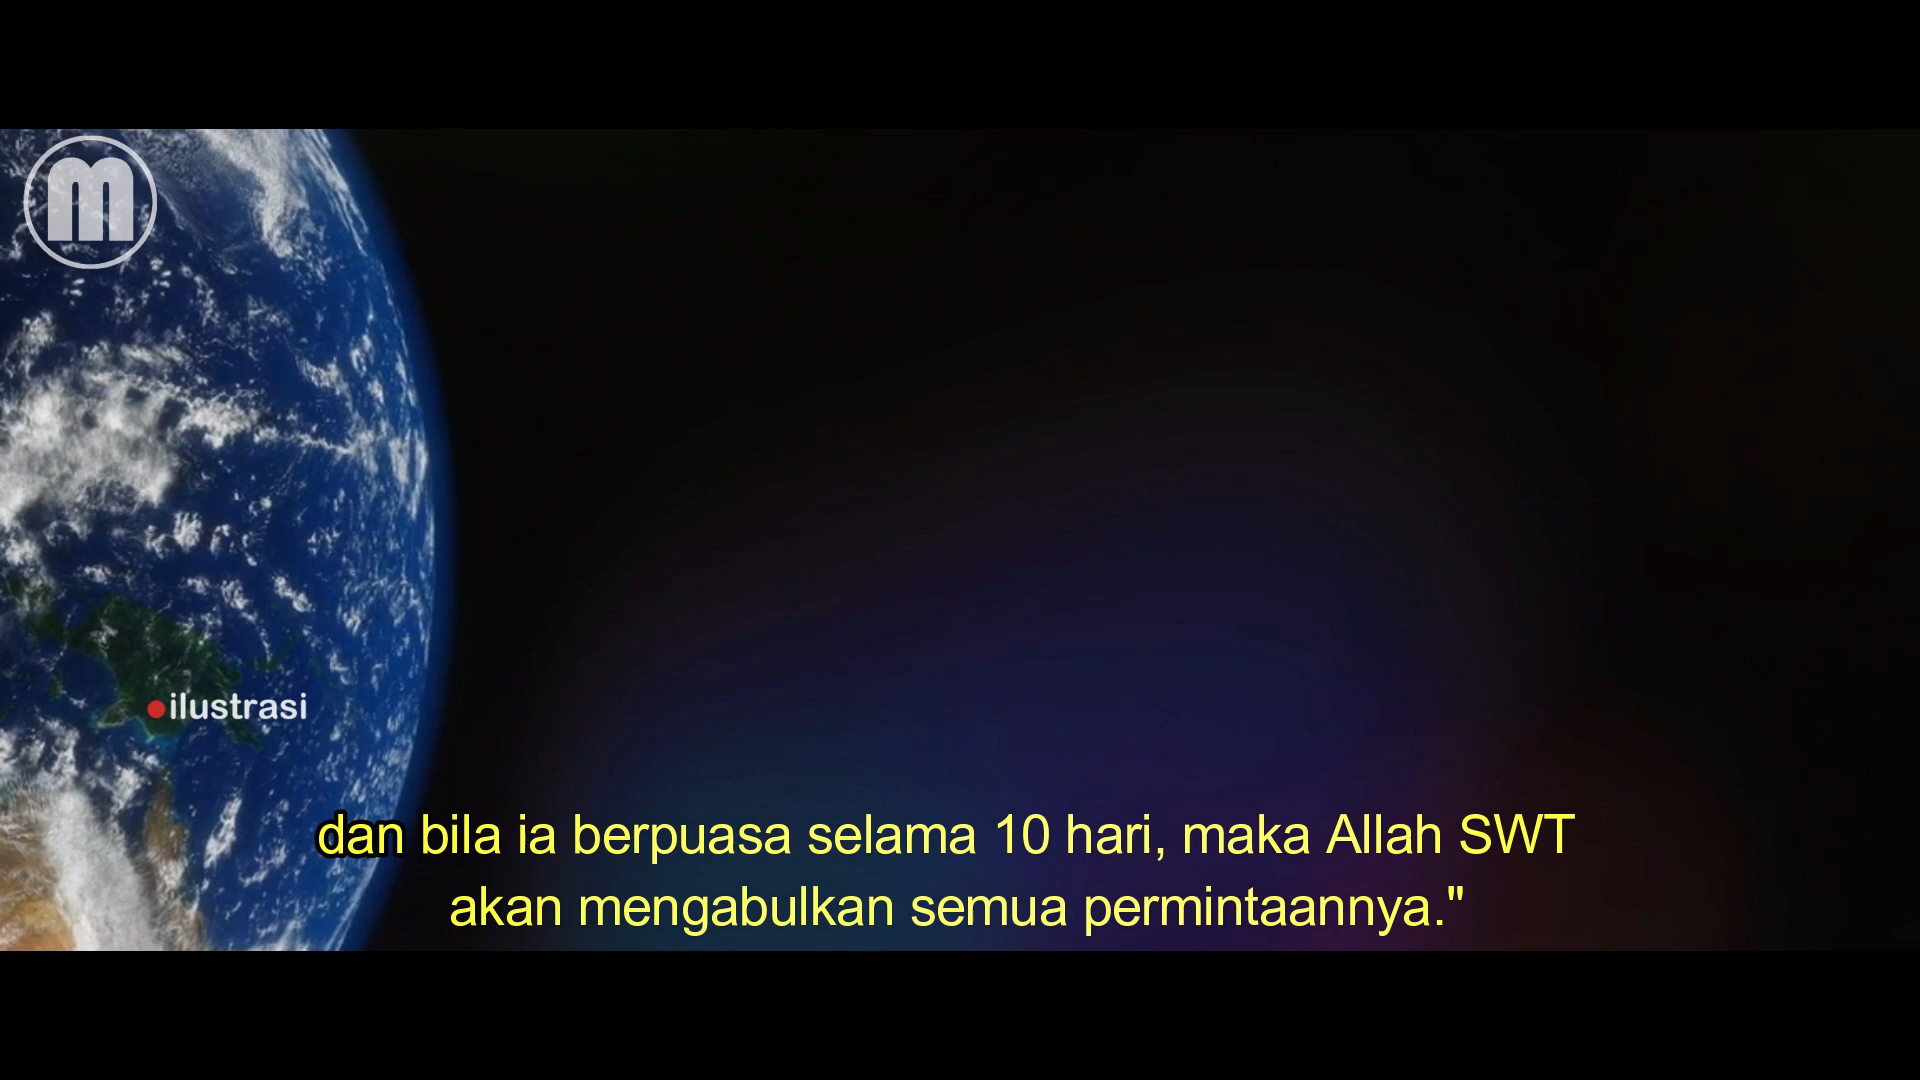 m
ilustrasi
dan bila ia berpuasa selama 10 hari, maka Allah SWT
akan mengabulkan semua permintaannya."